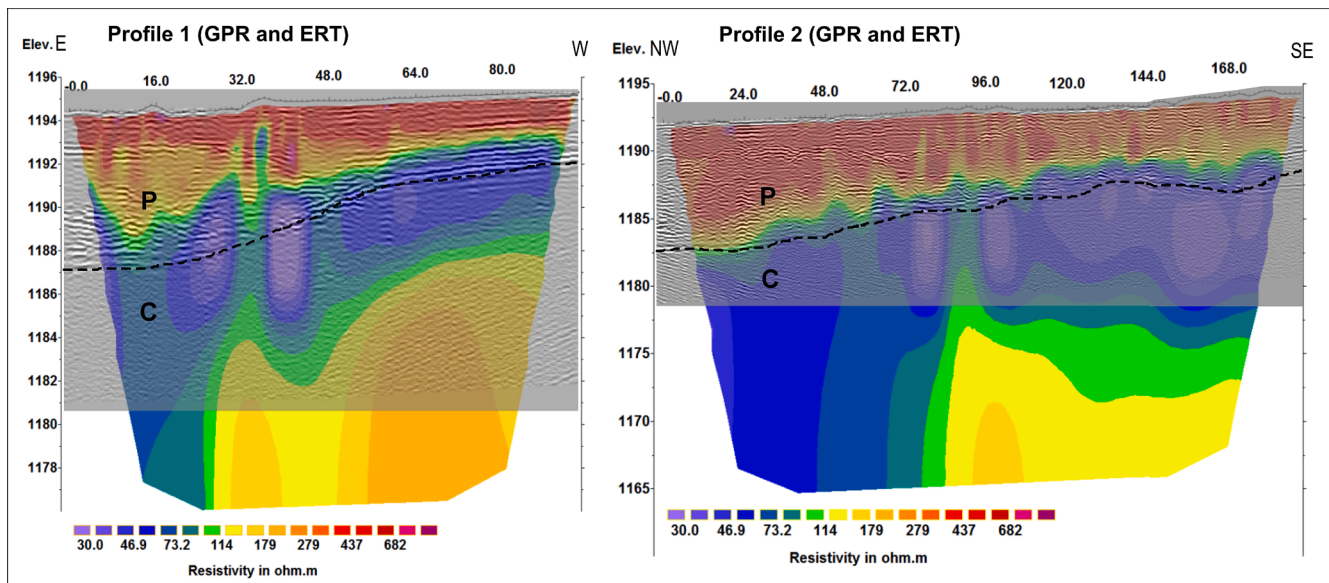 Profile 1 (GPR and ERT)
Elev. E
W
-0.0 16.0 32.0 48.0 64.0 80.0
1196
1194
1192
1190
1188
1186
1184
1182
1180
1178
P
C
30.0 46.9 73.2 114 179 279 437 682
Resistivity in ohm.m
Profile 2 (GPR and ERT)
Elev. NW
SE
-0.0 24.0 48.0 72.0 96.0 120.0 144.0 168.0
1195
1190
1185
1180
1175
1170
1165
P
C
30.0 46.9 73.2 114 179 279 437 682
Resistivity in ohm.m